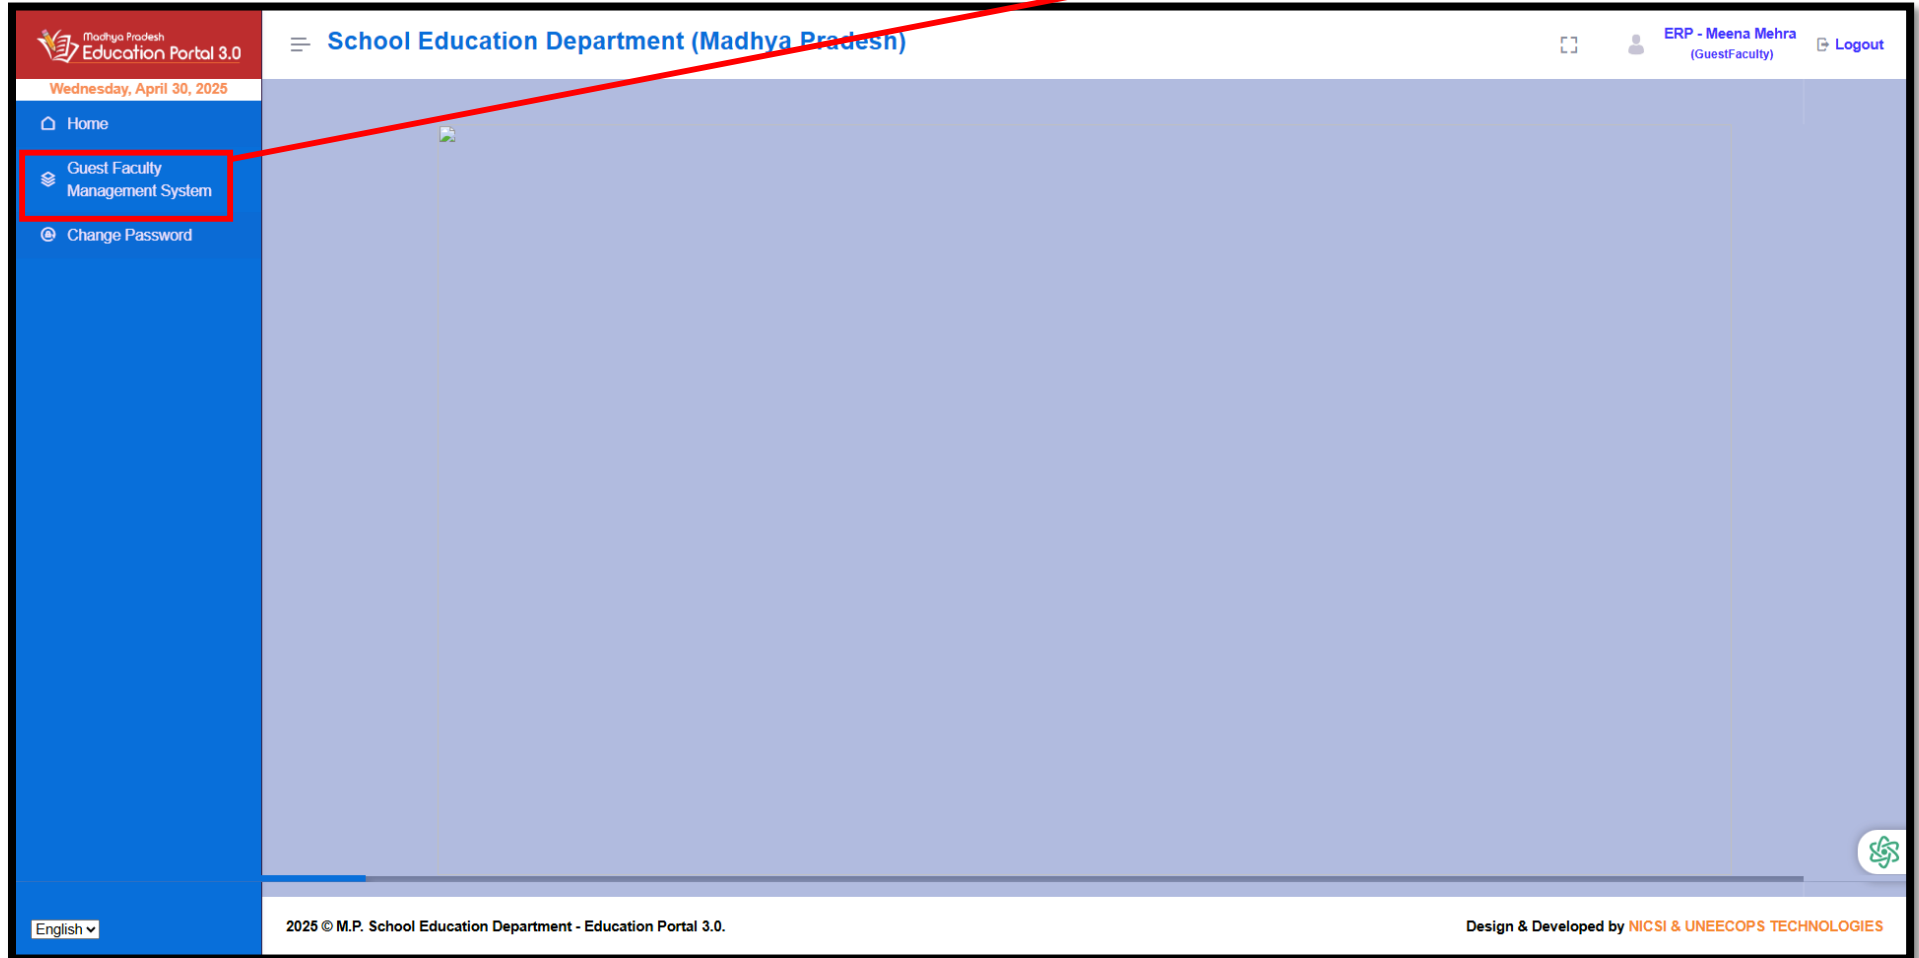 Madhya Pradesh
Education Portal 3.0
School Education Department (Madhya Pradesh)
ERP - Meena Mehra
(GuestFaculty)
Logout
Wednesday, April 30, 2025
Home
Guest Faculty
Management System
Change Password
English
2025 © M.P. School Education Department - Education Portal 3.0.
Design & Developed by NICSI & UNEECOPS TECHNOLOGIES